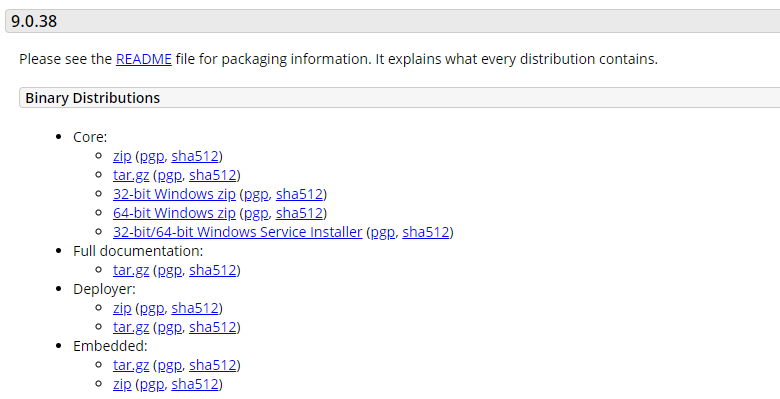 9.0.38
Please see the README file for packaging information. It explains what every distribution contains.
Binary Distributions
• Core:
◦ zip (pgp, sha512)
◦ tar.gz (pgp, sha512)
◦ 32-bit Windows zip (pgp, sha512)
◦ 64-bit Windows zip (pgp, sha512)
◦ 32-bit/64-bit Windows Service Installer (pgp, sha512)
• Full documentation:
◦ tar.gz (pgp, sha512)
• Deployer:
◦ zip (pgp, sha512)
◦ tar.gz (pgp, sha512)
• Embedded:
◦ tar.gz (pgp, sha512)
◦ zip (pgp, sha512)